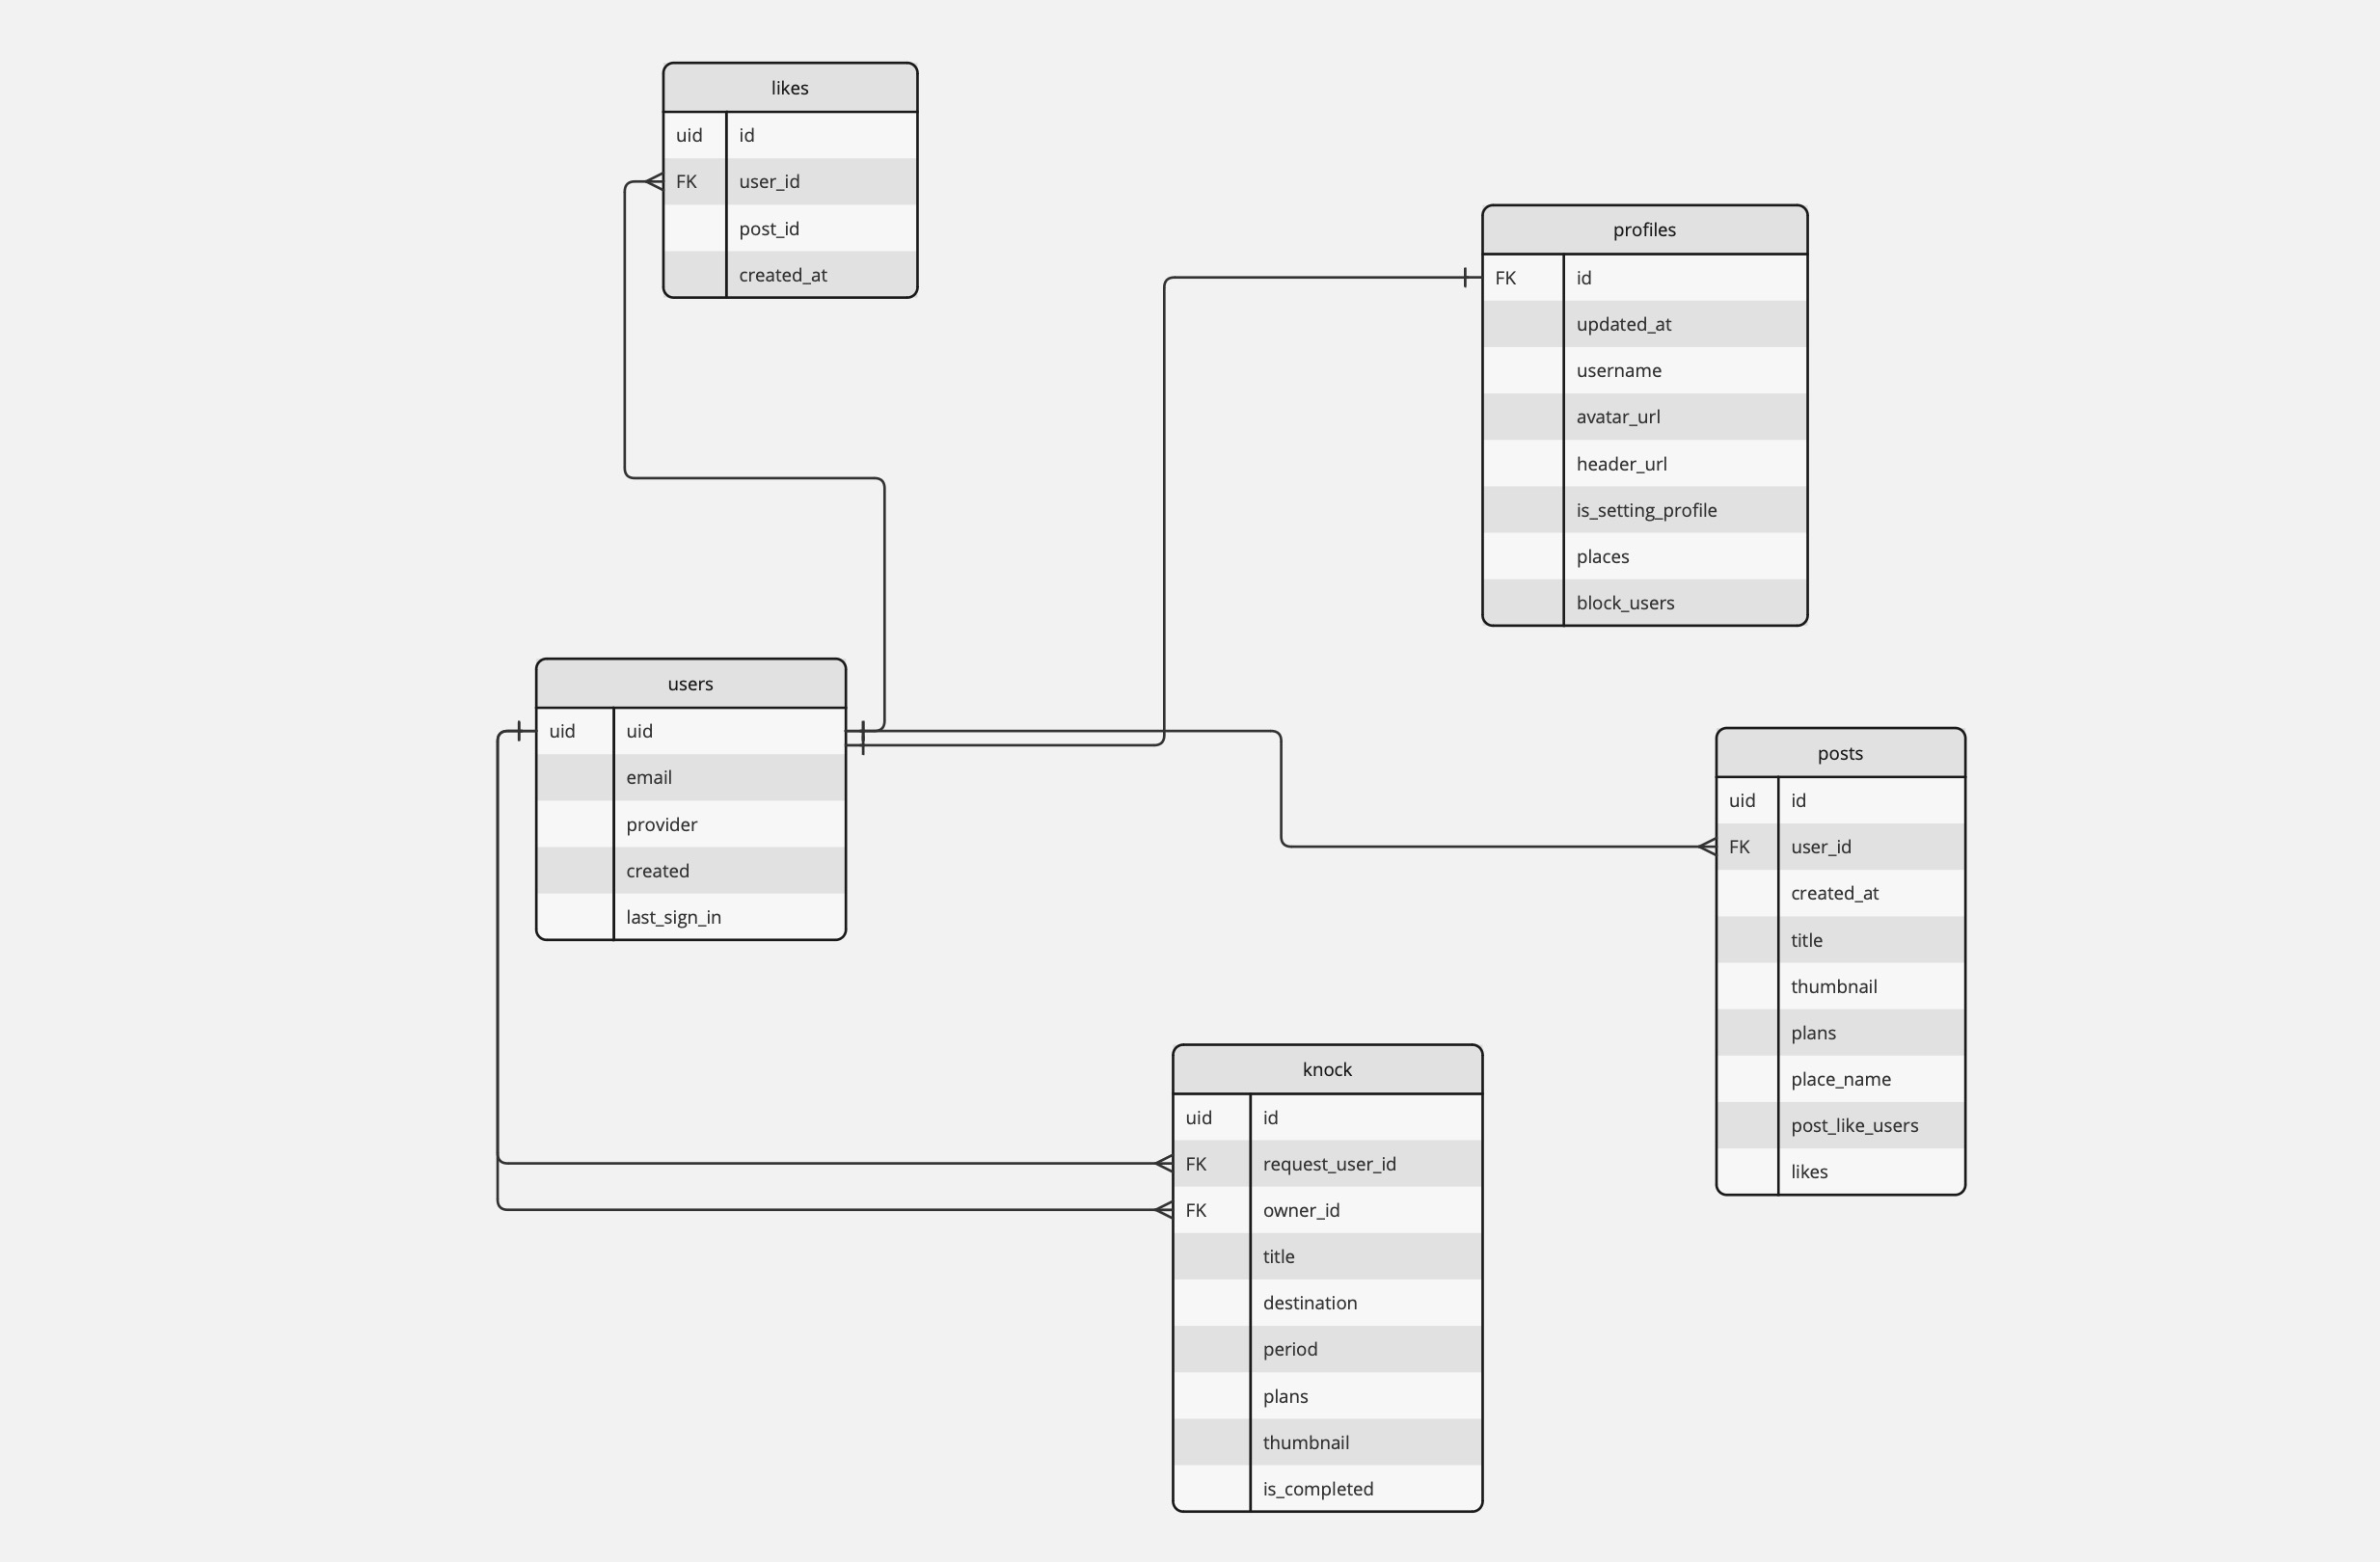 likes
uid id
FK user_id
post_id
created_at
profiles
FK id
updated_at
username
avatar_url
header_url
is_setting_profile
places
block_users
users
uid uid
email
provider
created
last_sign_in
posts
uid id
FK user_id
created_at
title
thumbnail
plans
place_name
post_like_users
likes
knock
uid id
FK request_user_id
FK owner_id
title
destination
period
plans
thumbnail
is_completed